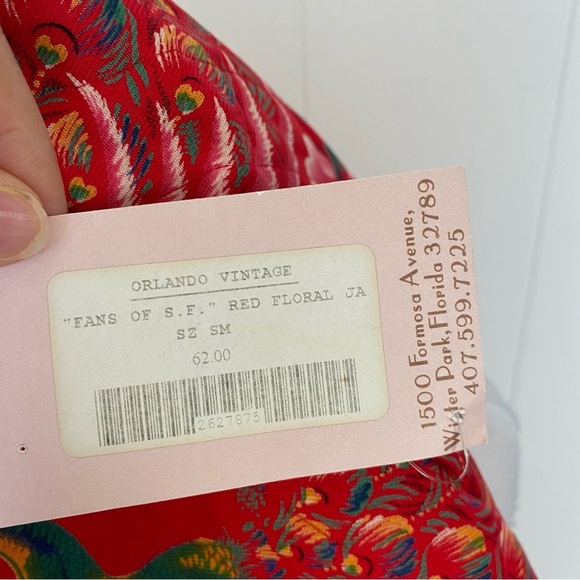 ORLANDO VINTAGE
"FANS OF S.F." RED FLORAL JA
SZ SM
62.00
2627875
1500 Formosa Avenue,
Winter Park, Florida 32789
407.599.7225